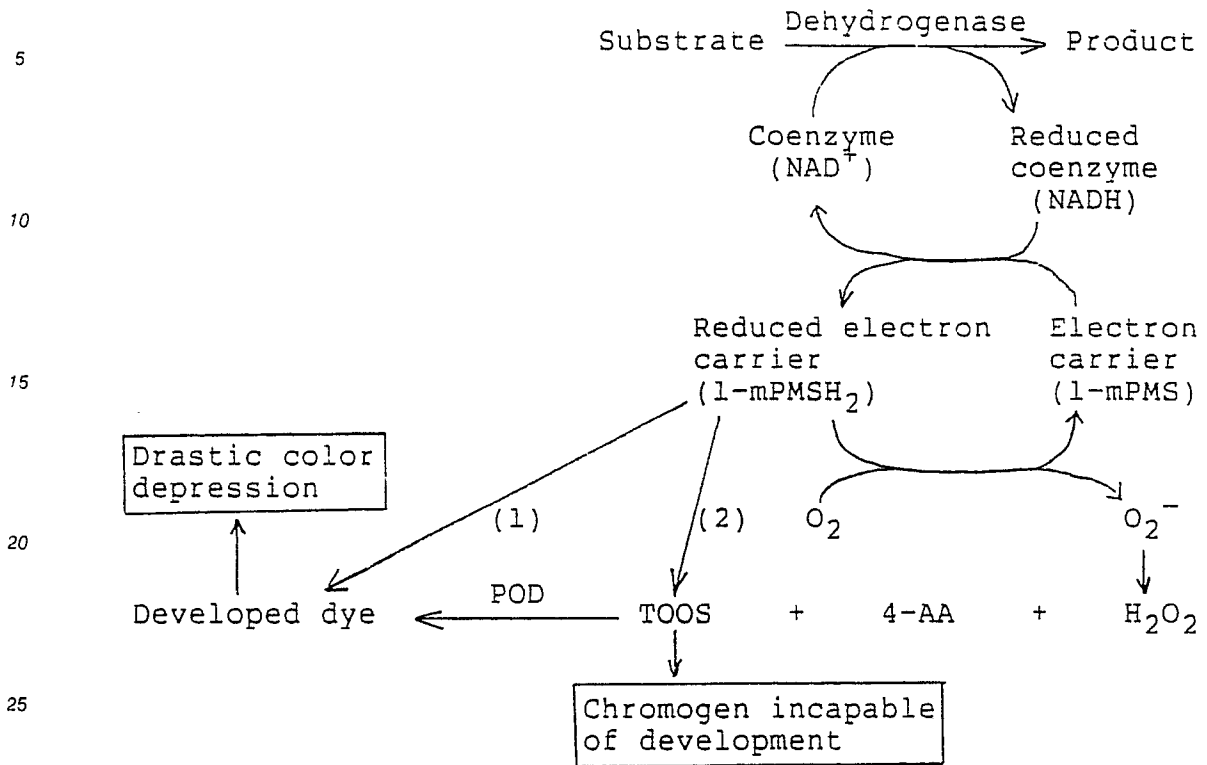 Dehydrogenase
5 Substrate Product
Coenzyme Reduced
(NAD+) coenzyme
(NADH)
10
Reduced electron Electron
carrier carrier
15 (1-mPMSH2) (1-mPMS)
Drastic color
depression
(1) (2) O2 O2-
20
POD
Developed dye TOOS + 4-AA + H2O2
25 Chromogen incapable
of development